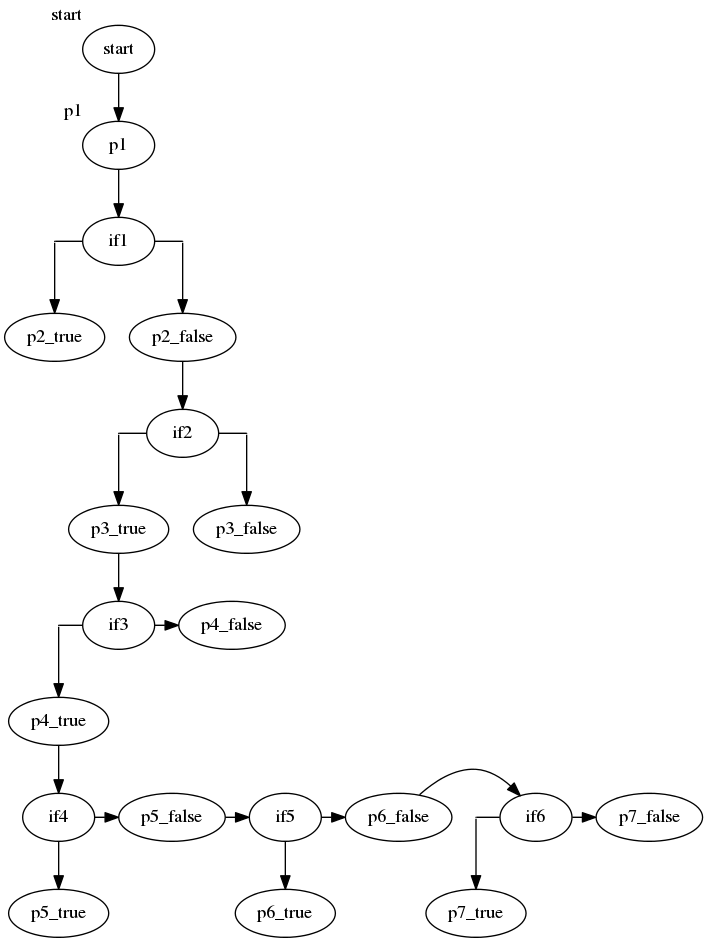 start
start
p1
p1
if1
p2_true
p2_false
if2
p3_true
p3_false
if3
p4_false
p4_true
if4
p5_false
if5
p6_false
if6
p7_false
p5_true
p6_true
p7_true